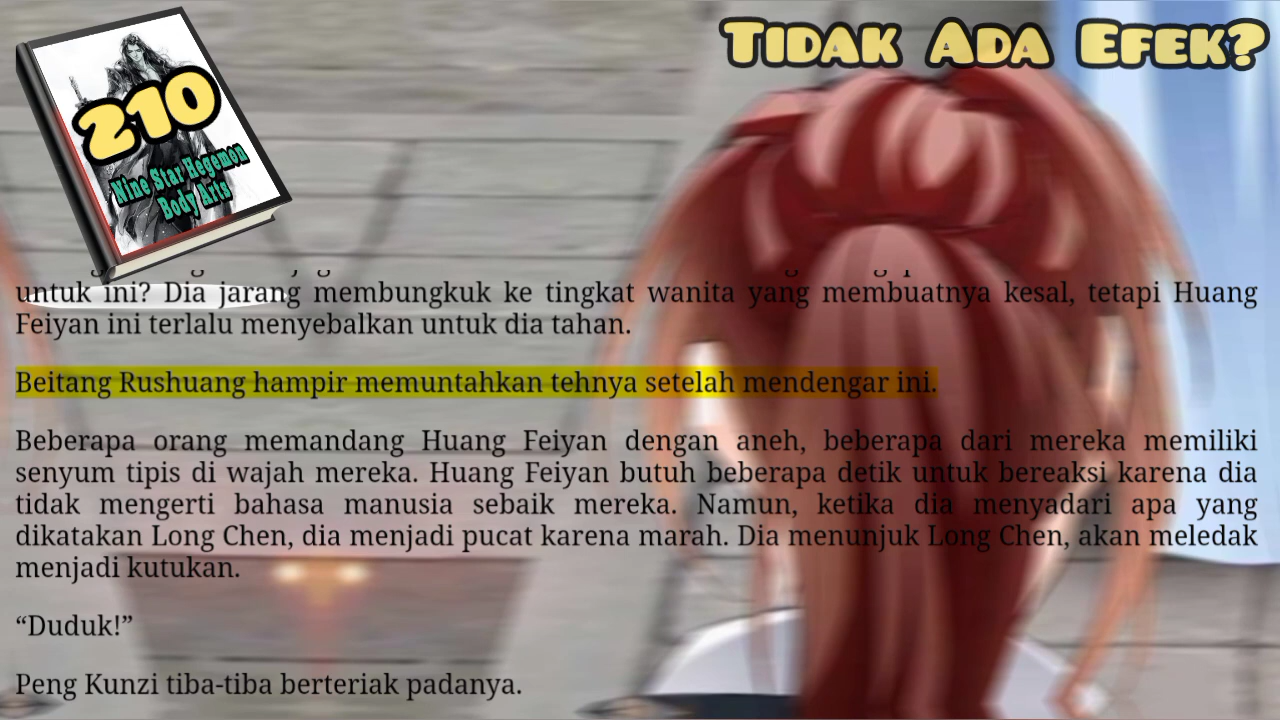 Tidak Ada Efek?
210
Nine Star Hegemon
Body Arts
untuk ini? Dia jarang membungkuk ke tingkat wanita yang membuatnya kesal, tetapi Huang
Feiyan ini terlalu menyebalkan untuk dia tahan.
Beitang Rushuang hampir memuntahkan tehnya setelah mendengar ini.
Beberapa orang memandang Huang Feiyan dengan aneh, beberapa dari mereka memiliki
senyum tipis di wajah mereka. Huang Feiyan butuh beberapa detik untuk bereaksi karena dia
tidak mengerti bahasa manusia sebaik mereka. Namun, ketika dia menyadari apa yang
dikatakan Long Chen, dia menjadi pucat karena marah. Dia menunjuk Long Chen, akan meledak
menjadi kutukan.
“Duduk!”
Peng Kunzi tiba-tiba berteriak padanya.